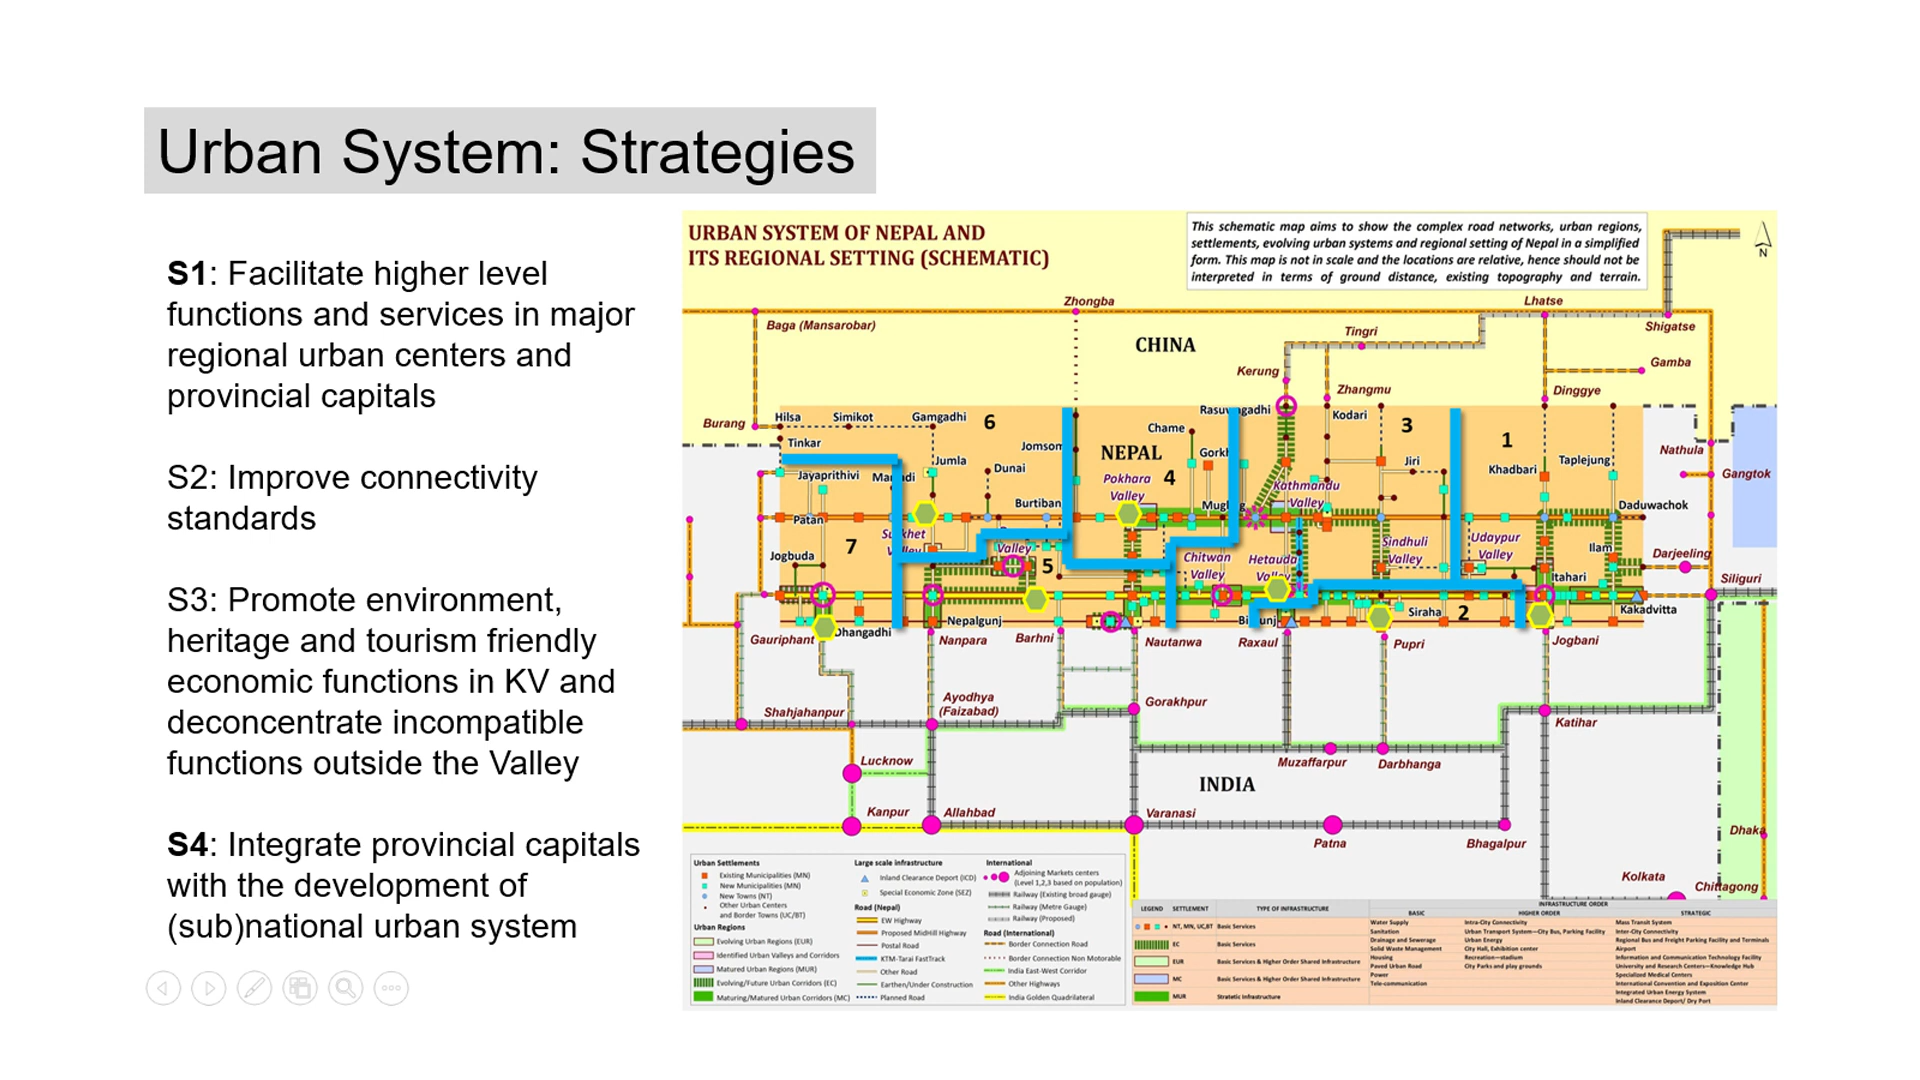 Urban System: Strategies
S1: Facilitate higher level
functions and services in major
regional urban centers and
provincial capitals
S2: Improve connectivity
standards
S3: Promote environment,
heritage and tourism friendly
economic functions in KV and
deconcentrate incompatible
functions outside the Valley
S4: Integrate provincial capitals
with the development of
(sub)national urban system
URBAN SYSTEM OF NEPAL AND
ITS REGIONAL SETTING (SCHEMATIC)
This schematic map aims to show the complex road networks, urban regions,
settlements, evolving urban systems and regional setting of Nepal in a simplified
form. This map is not in scale and the locations are relative, hence should not be
interpreted in terms of ground distance, existing topography and terrain.
N
Zhongba
Lhatse
Baga (Mansarobar)
Tingri
Shigatse
CHINA
Kerung
Gamba
Zhangmu
Dinggye
Burang
Hilsa
Simikot
Gamgadhi
6
Chame
Kodari
3
1
Tinkar
Jomsom
NEPAL
Nathula
Jayaprithivi
Jumla
Dunai
4
Jiri
Khadbari
Taplejung
Gangtok
Pokhara
Valley
Kathmandu
Valley
Burtiban
Daduwachok
Patan
7
Valley
5
Sindhuli
Valley
Udaypur
Valley
Ilam
Jogbuda
Chitwan
Valley
Hetauda
Darjeeling
Itahari
Siliguri
Siraha
2
Kakadvitta
Gauriphant
Dhangadhi
Nepalgunj
Nanpara
Barhni
Nautanwa
Raxaul
Pupri
Jogbani
Shahjahanpur
Ayodhya
(Faizabad)
Gorakhpur
Katihar
Lucknow
Muzaffarpur
Darbhanga
INDIA
Kanpur
Allahbad
Varanasi
Patna
Bhagalpur
Dhaka
Kolkata
Chittagong
Urban Settlements
Existing Municipalities (MN)
New Municipalities (MN)
New Towns (NT)
Other Urban Centers
and Border Towns (UC/BT)
Urban Regions
Evolving Urban Regions (EUR)
Identified Urban Valleys and Corridors
Matured Urban Regions (MUR)
Evolving/Future Urban Corridors (EC)
Maturing/Matured Urban Corridors (MC)
Large scale infrastructure
Inland Clearance Deport (ICD)
Special Economic Zone (SEZ)
Road (Nepal)
EW Highway
Proposed MidHill Highway
Postal Road
KTM-Tarai FastTrack
Other Road
Earthen/Under Construction
Planned Road
International
Adjoining Markets centers
(Level 1,2,3 based on population)
Railway (Existing broad gauge)
Railway (Metre Gauge)
Railway (Proposed)
Road (International)
Border Connection Road
Border Connection Non Motorable
India East-West Corridor
Other Highways
India Golden Quadrilateral
LEGEND SETTLEMENT TYPE OF INFRASTRUCTURE
INFRASTRUCTURE ORDER
BASIC HIGHER ORDER STRATEGIC
NT, MN, UC,BT Basic Services
EC Basic Services
EUR Basic Services & Higher Order Shared Infrastructure
MC Basic Services & Higher Order Shared Infrastructure
MUR Stratetic Infrastructure
Water Supply
Sanitation
Drainage and Sewerage
Solid Waste Management
Housing
Paved Urban Road
Power
Tele-communication
Intra-City Connectivity
Urban Transport System—City Bus, Parking Facility
Urban Energy
City Hall, Exhibition center
Recreation—stadium
City Parks and play grounds
Mass Transit System
Inter-City Connectivity
Regional Bus and Freight Parking Facility and Terminals
Airport
Information and Communication Technology Facility
University and Research Centers—Knowledge Hub
Specialized Medical Centers
International Convention and Exposition Center
Integrated Urban Energy System
Inland Clearance Deport/ Dry Port